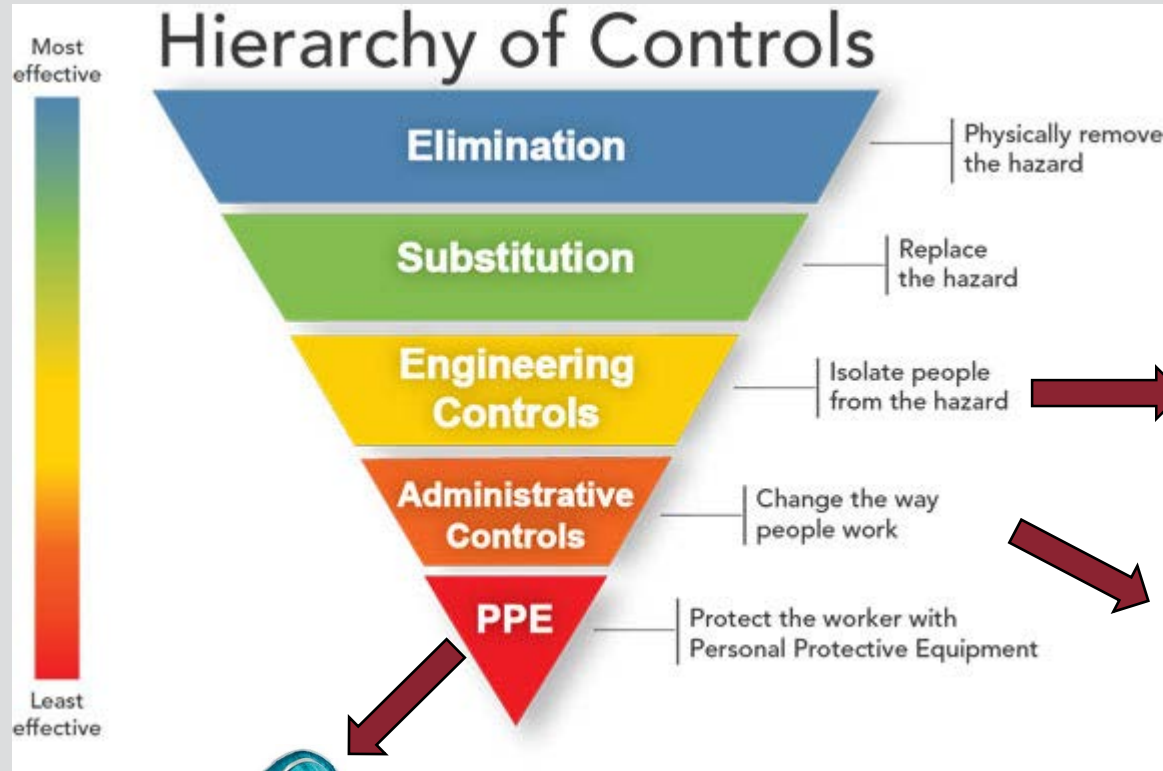 Hierarchy of Controls
Most
effective
Elimination
Physically remove
the hazard
Substitution
Replace
the hazard
Engineering
Controls
Isolate people
from the hazard
Administrative
Controls
Change the way
people work
PPE
Protect the worker with
Personal Protective Equipment
Least
effective